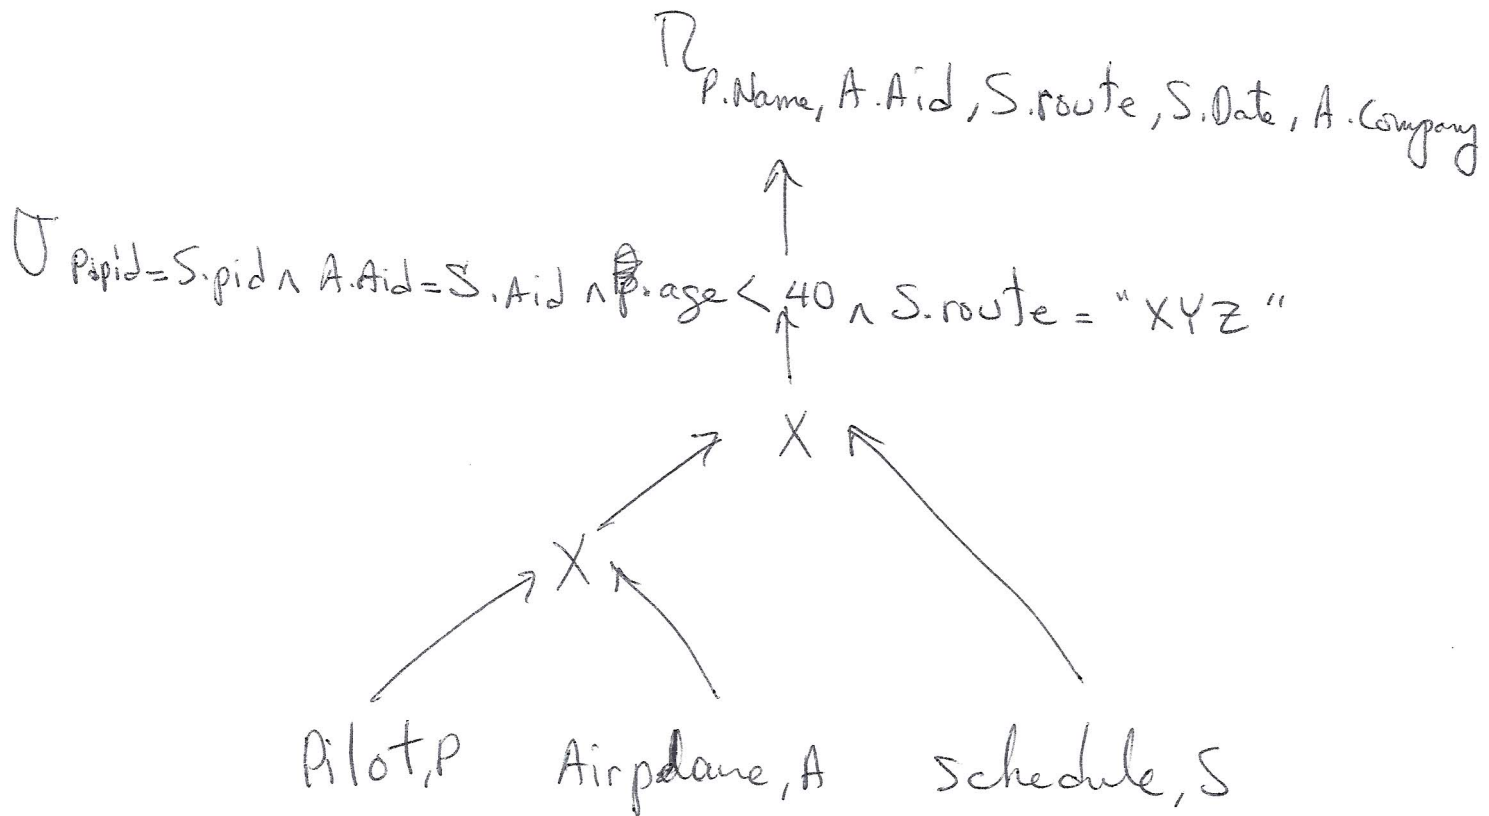 π P.Name, A.Aid, S.route, S.Date, A.Company
σ P.pid=S.pid ∧ A.Aid=S.Aid ∧ P.age < 40 ∧ S.route = "XYZ"
X
X
Pilot,P Airplane,A schedule,S